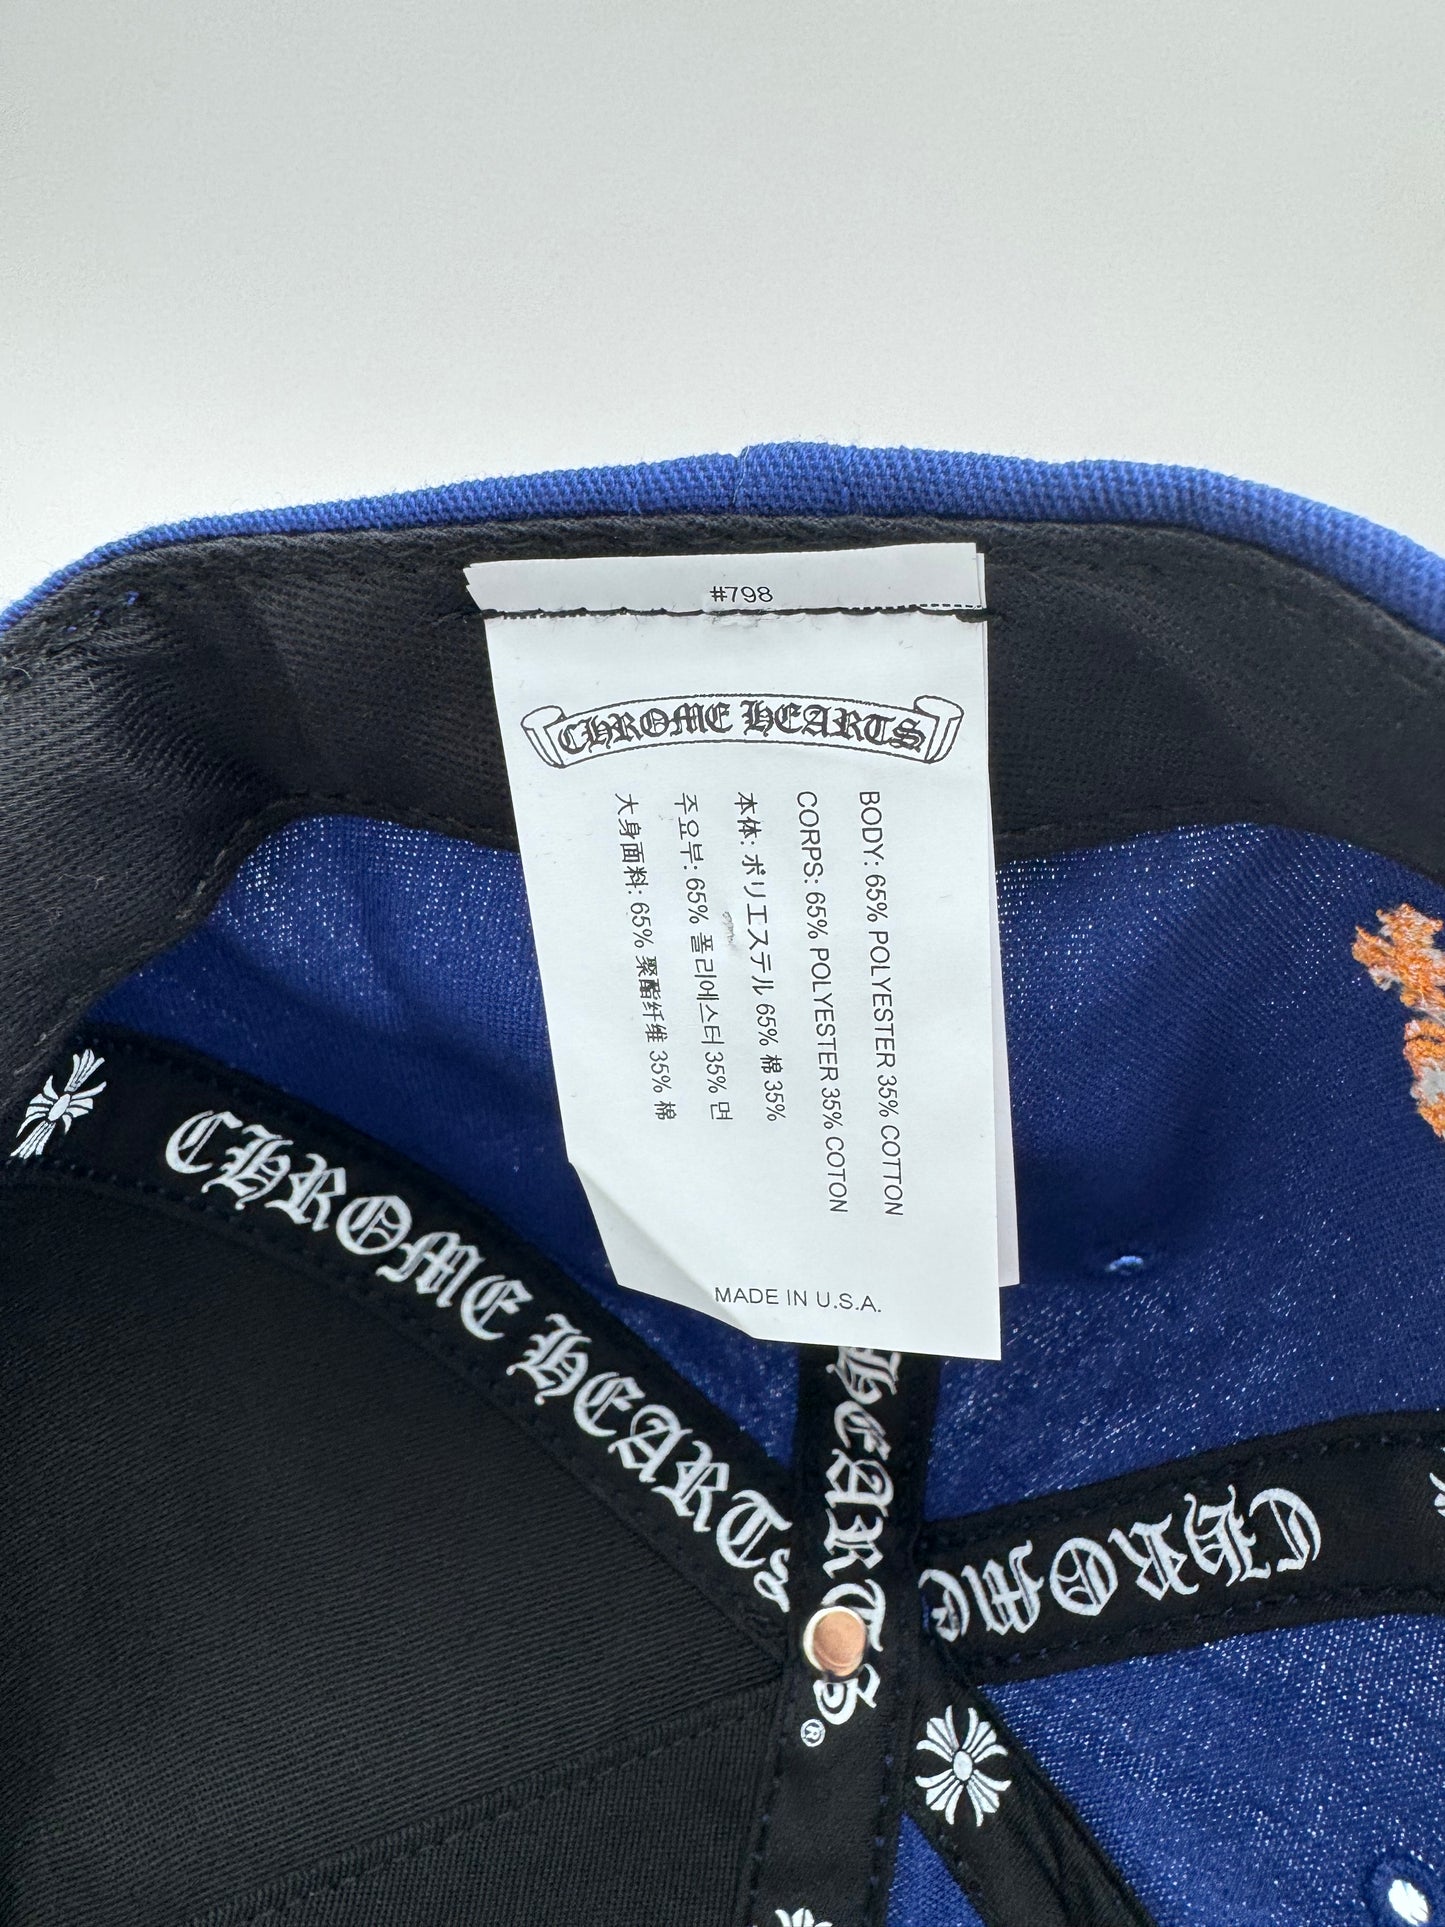 #798
CHROME HEARTS
BODY: 65% POLYESTER 35% COTTON
CORPS: 65% POLYESTER 35% COTON
本体: ポリエステル 65% 棉 35%
주요부: 65% 폴리에스터 35% 면
大身面料: 65% 聚酯纤维 35% 棉
MADE IN U.S.A.
CHROME HEARTS
HEARTS®
CHROME